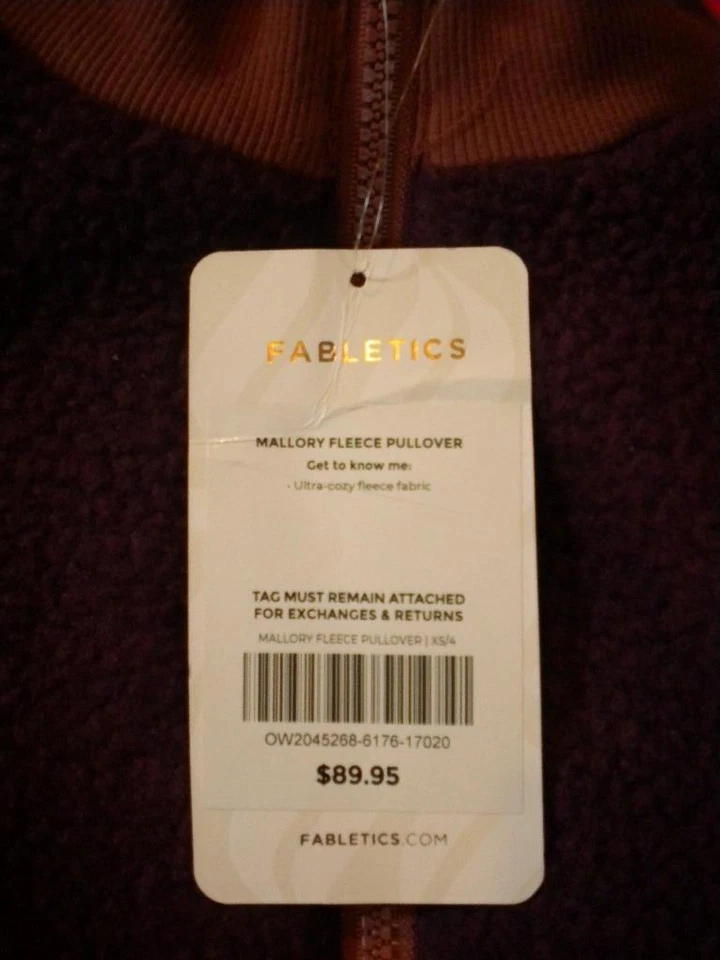 FABLETICS
MALLORY FLEECE PULLOVER
Get to know me:
- Ultra-cozy fleece fabric
TAG MUST REMAIN ATTACHED
FOR EXCHANGES & RETURNS
MALLORY FLEECE PULLOVER | XS/4
OW2045268-6176-17020
$89.95
FABLETICS.COM